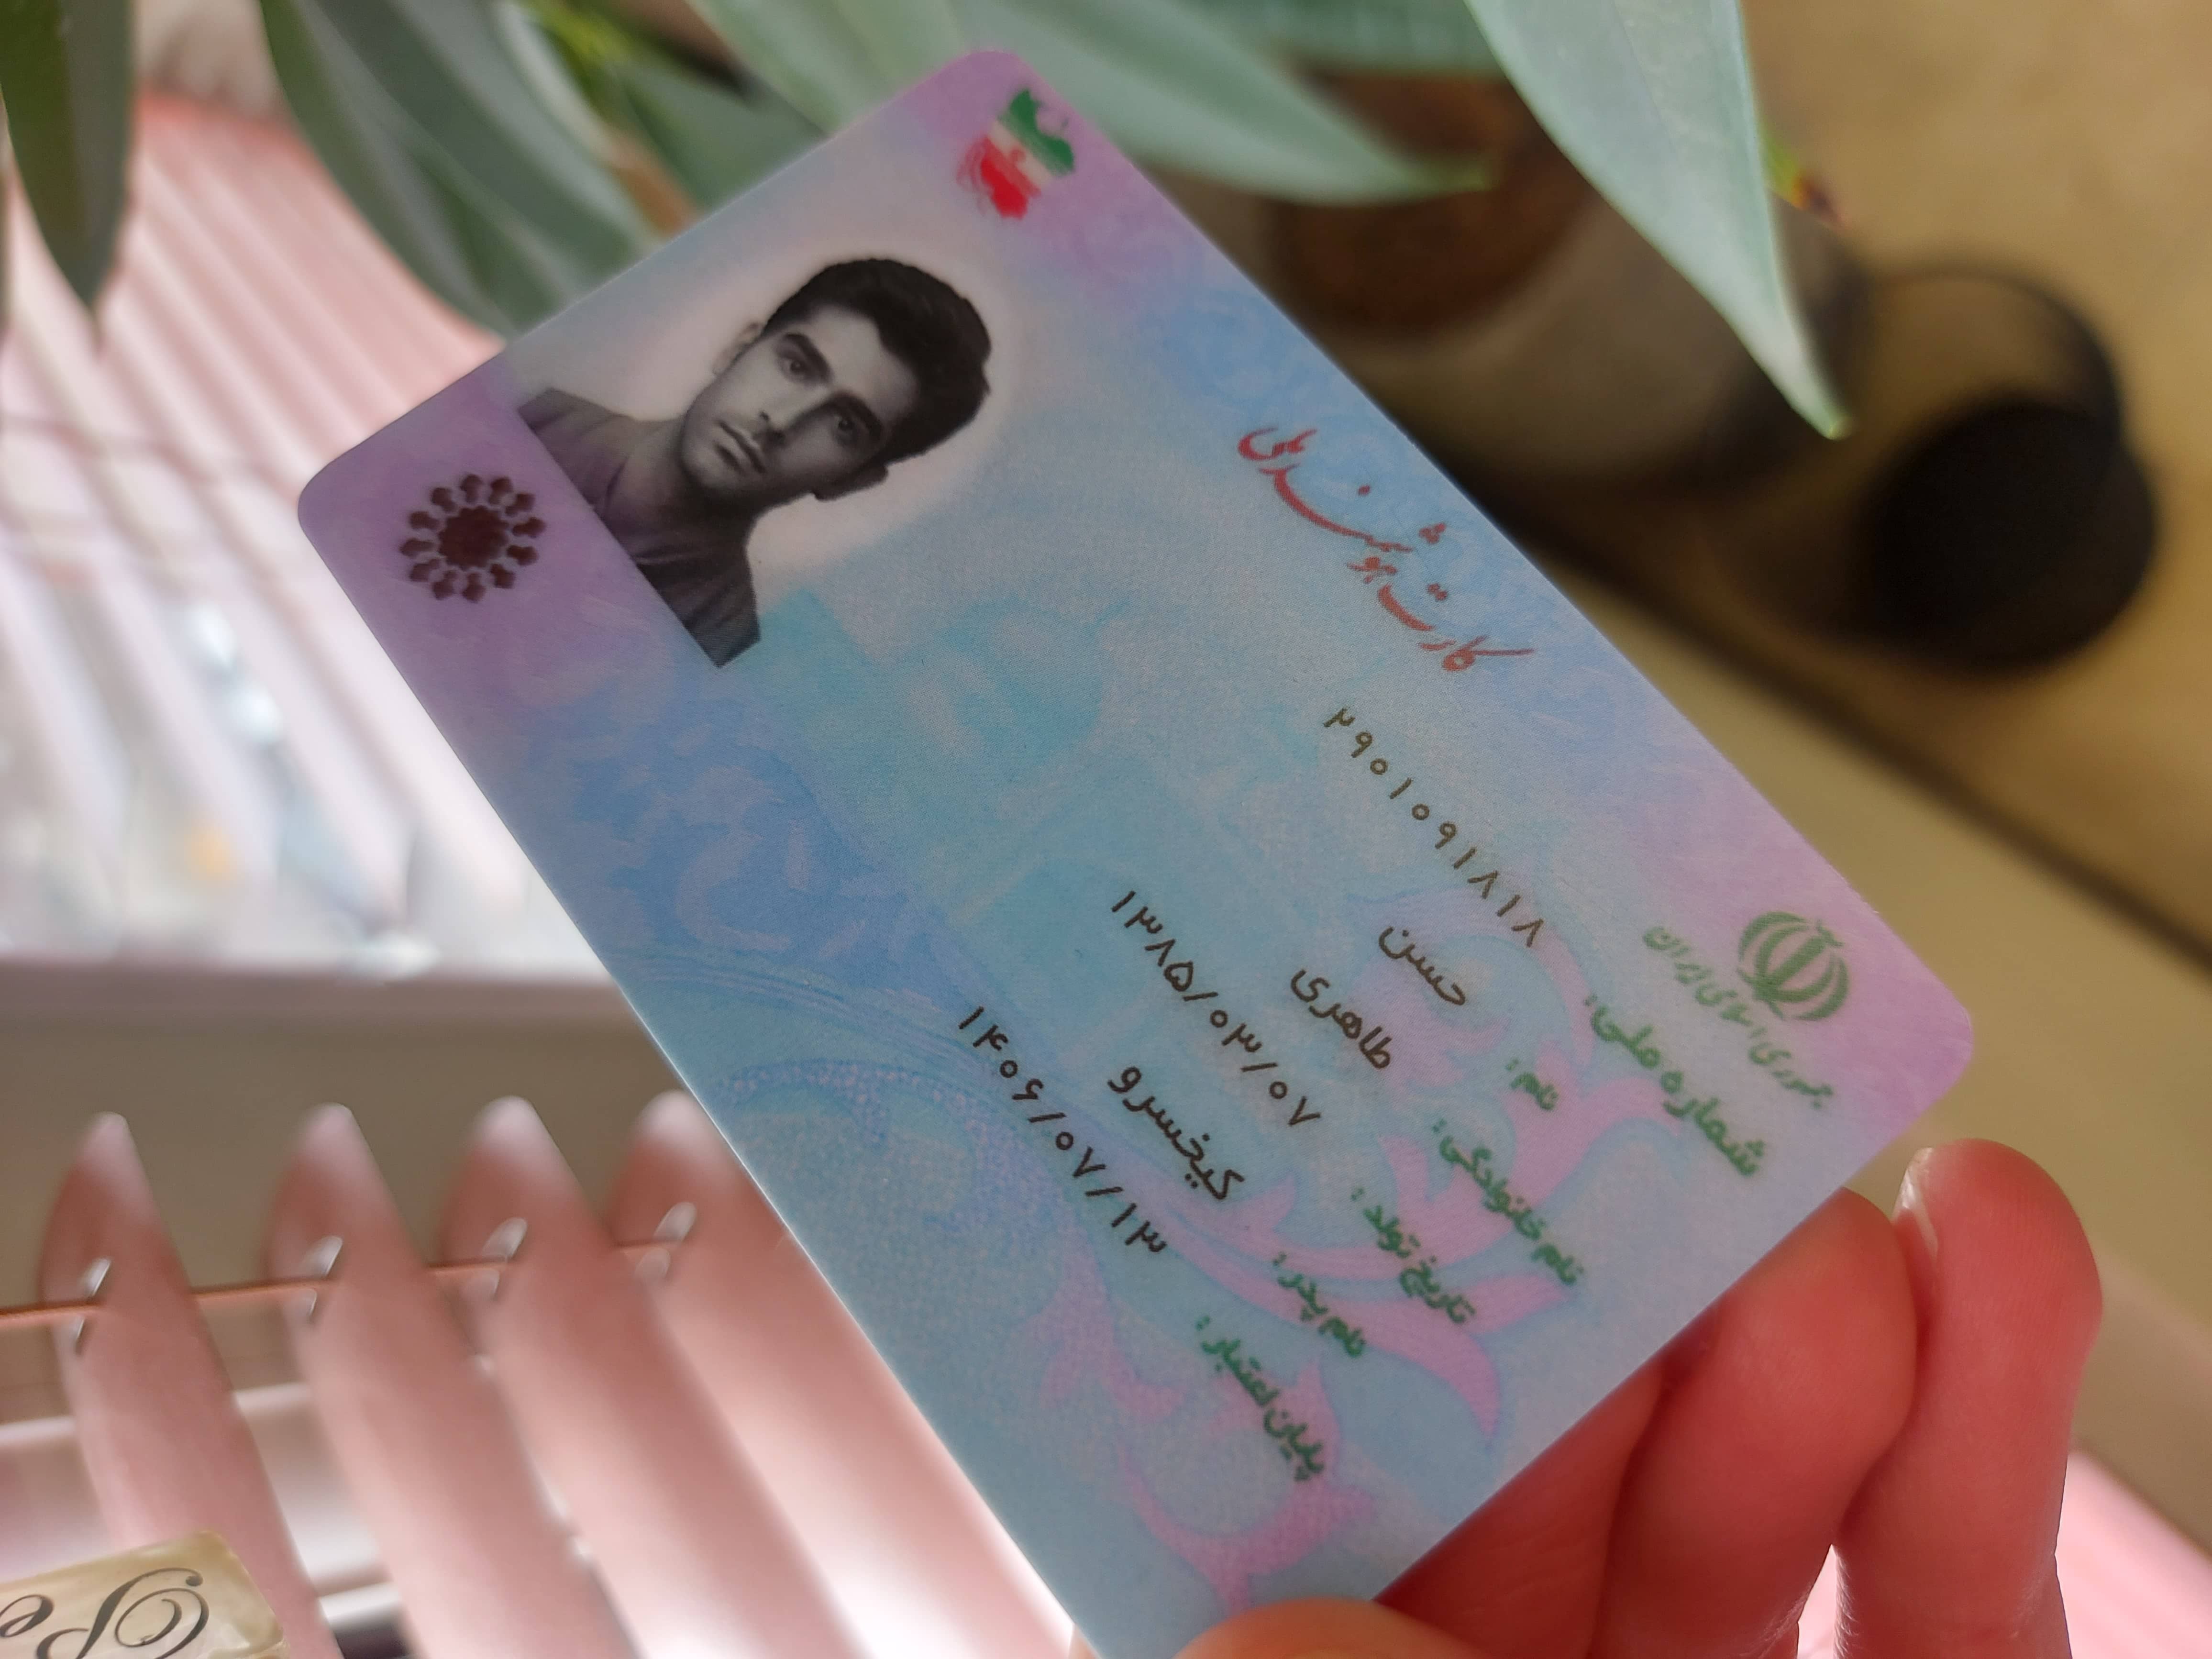 کارت هوشمند ملی
جمهوری اسلامی ایران
شماره ملی: ۲۹۰۱۰۹۱۸۱۸
نام: حسن
نام خانوادگی: طاهری
تاریخ تولد: ۱۳۸۵/۰۳/۰۷
نام پدر: کیخسرو
پایان اعتبار: ۱۴۰۶/۰۷/۱۳
Pe